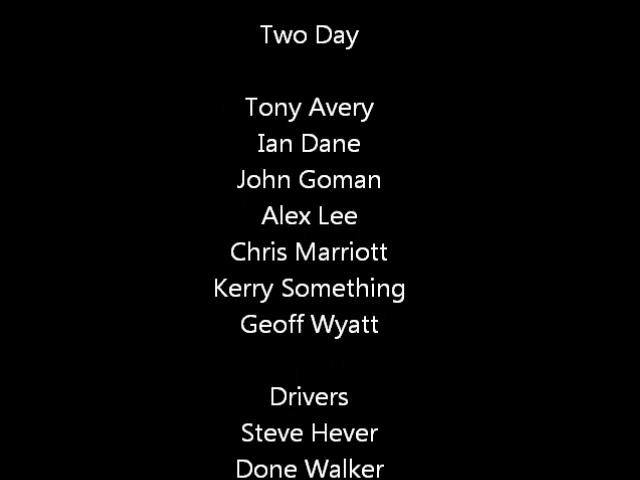 Two Day
Tony Avery
Ian Dane
John Goman
Alex Lee
Chris Marriott
Kerry Something
Geoff Wyatt
Drivers
Steve Hever
Done Walker